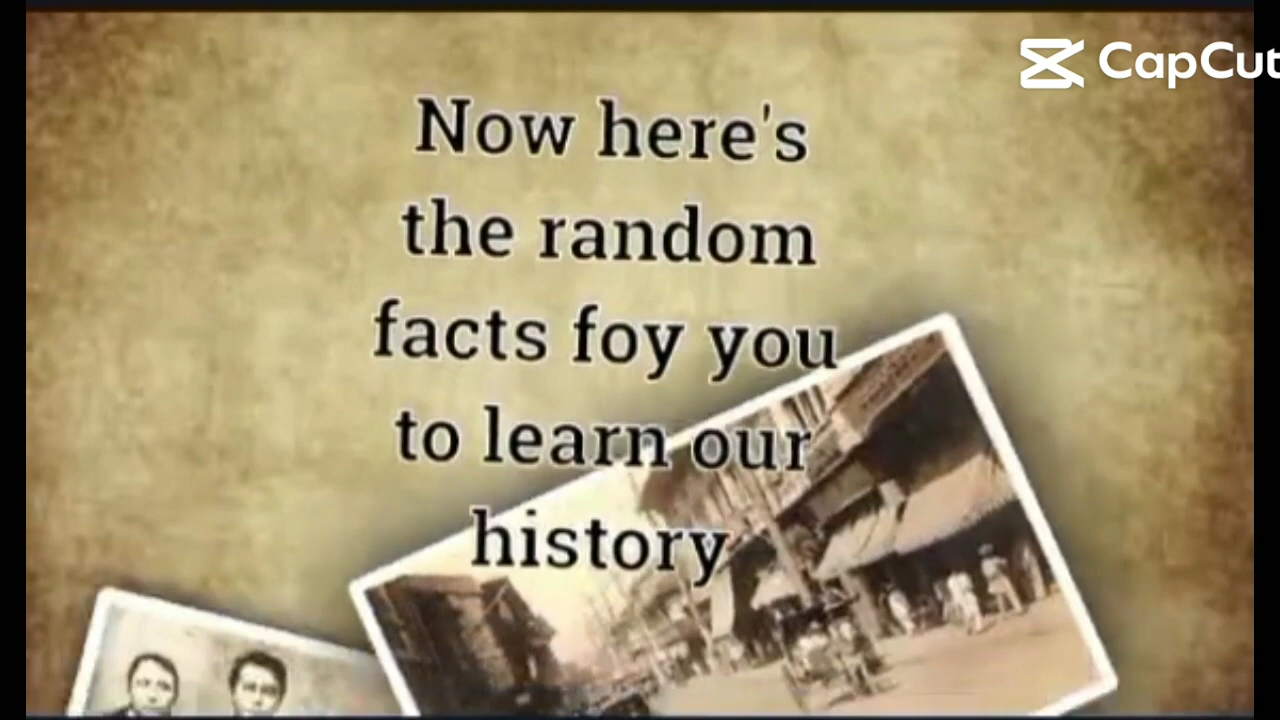 CapCut
Now here's
the random
facts foy you
to learn our
history